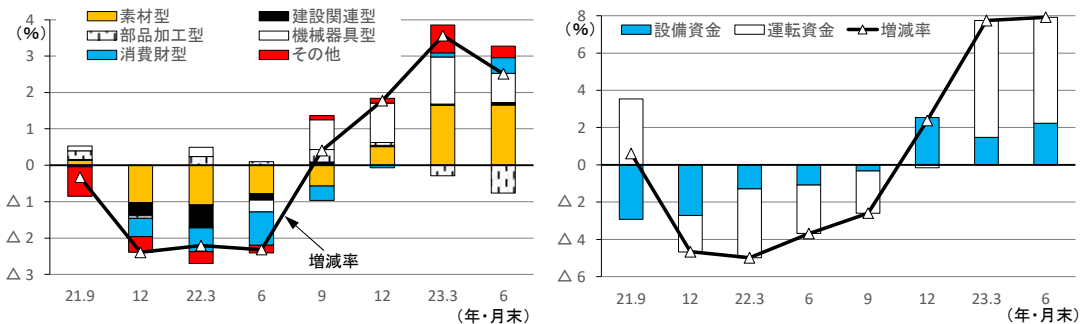 (%)
素材型 建設関連型
部品加工型 機械器具型
消費財型 その他
4
3
2
1
0
△ 1
△ 2
△ 3
増減率
21.9 12 22.3 6 9 12 23.3 6
(年・月末)
(%)
設備資金 運転資金 増減率
8
6
4
2
0
△ 2
△ 4
△ 6
21.9 12 22.3 6 9 12 23.3 6
(年・月末)